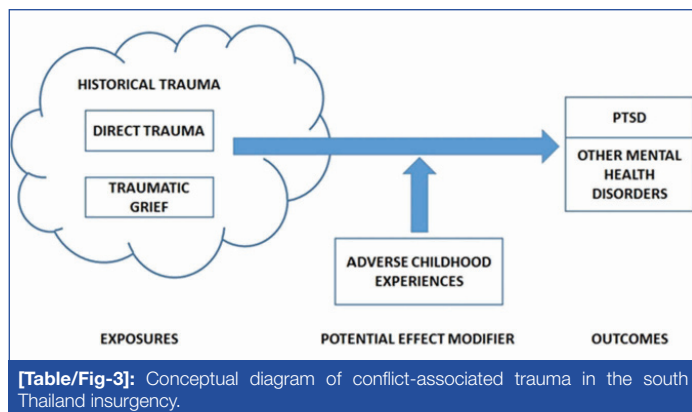 HISTORICAL TRAUMA
DIRECT TRAUMA
TRAUMATIC
GRIEF
PTSD
OTHER MENTAL
HEALTH
DISORDERS
ADVERSE CHILDHOOD
EXPERIENCES
EXPOSURES
POTENTIAL EFFECT MODIFIER
OUTCOMES
[Table/Fig-3]: Conceptual diagram of conflict-associated trauma in the south
Thailand insurgency.